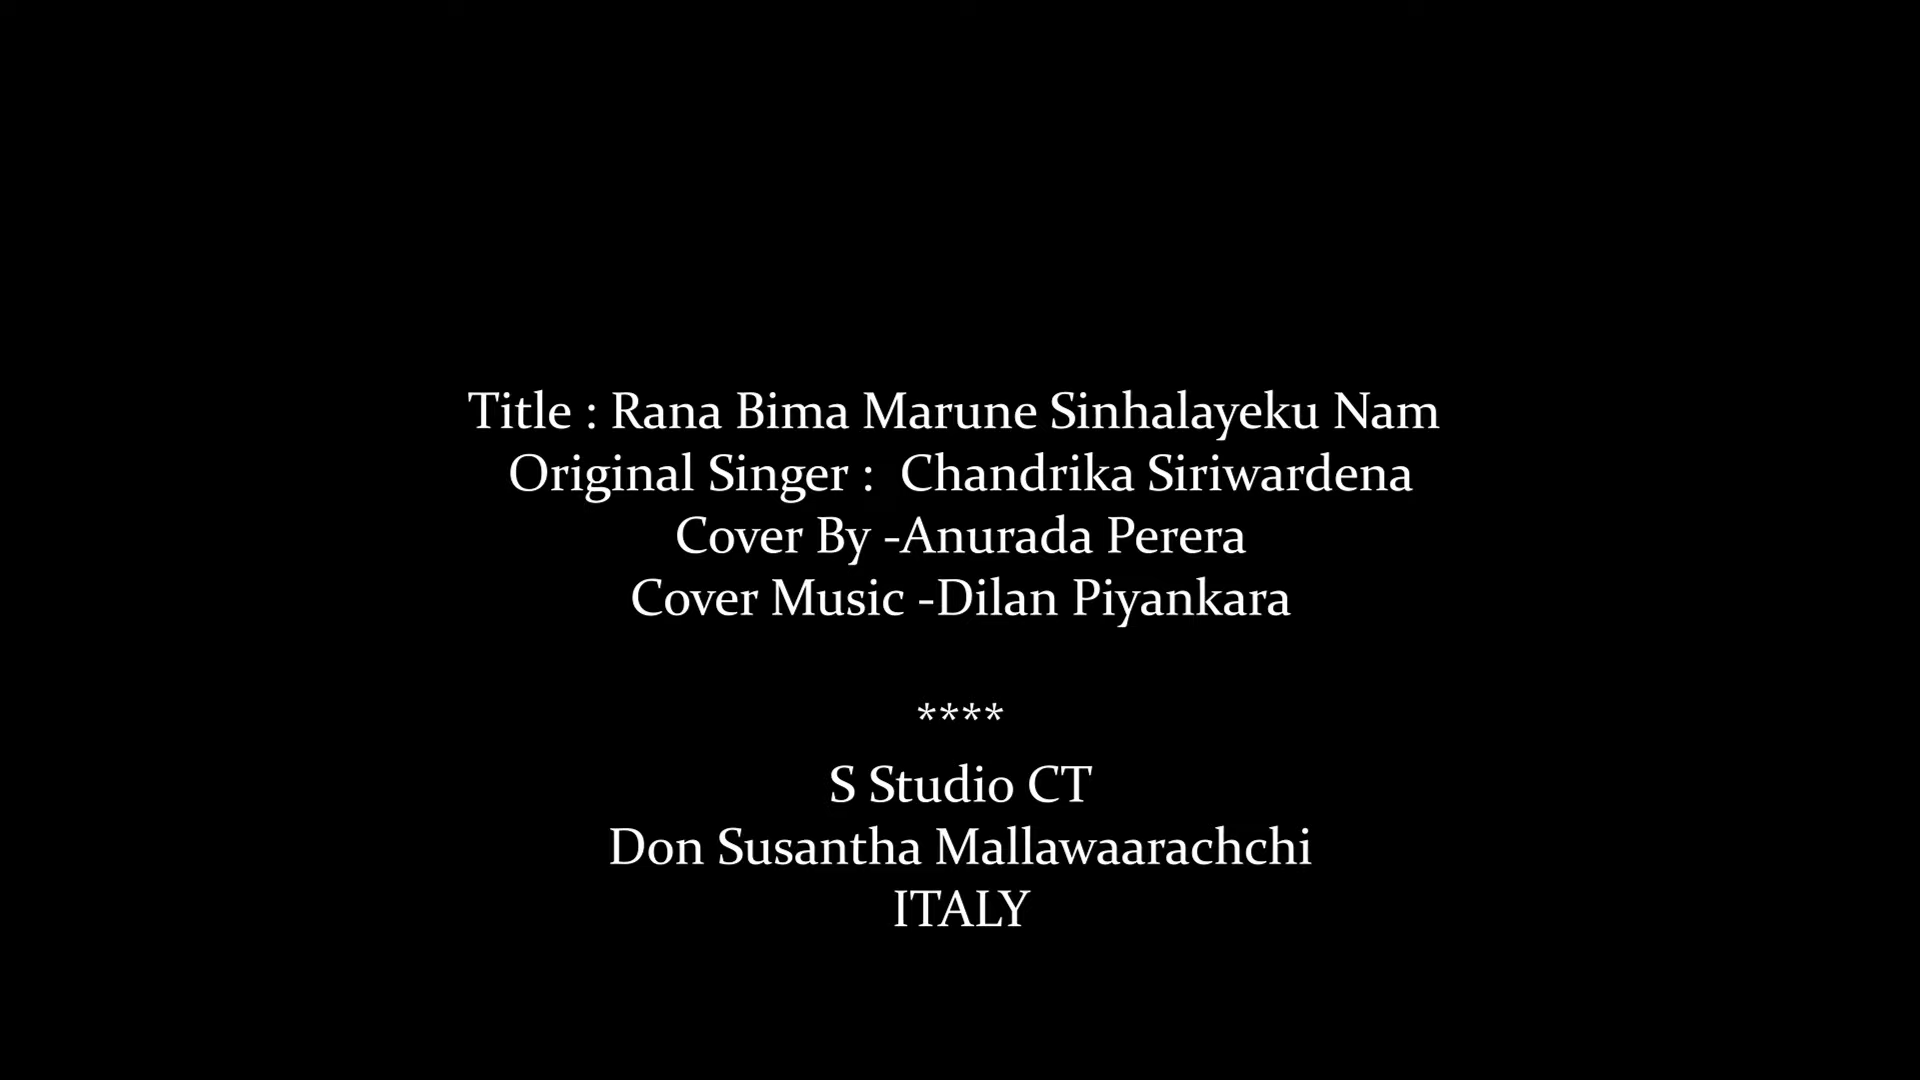 Title : Rana Bima Marune Sinhalayeku Nam
Original Singer :  Chandrika Siriwardena
Cover By -Anurada Perera
Cover Music -Dilan Piyankara
****
S Studio CT
Don Susantha Mallawaarachchi
ITALY